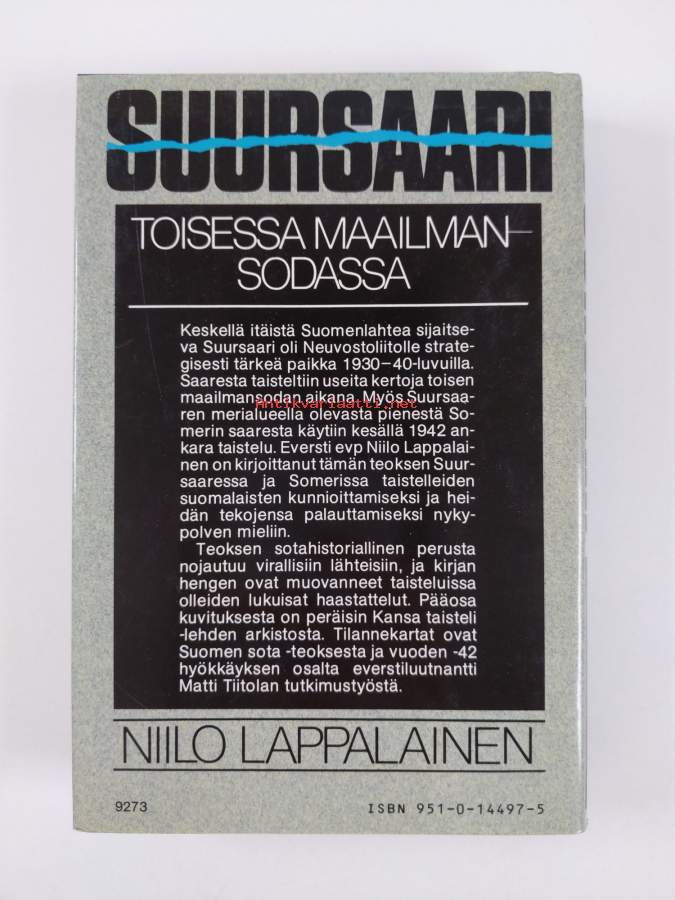 SUURSAARI
TOISESSA MAAILMAN-
SODASSA
Keskellä itäistä Suomenlahtea sijaitse-
va Suursaari oli Neuvostoliitolle strate-
gisesti tärkeä paikka 1930–40-luvuilla.
Saaresta taisteltiin useita kertoja toisen
maailmansodan aikana. Myös Suursaa-
Antikvariaatti.net
ren merialueella olevasta pienestä So-
merin saaresta käytiin kesällä 1942 an-
kara taistelu. Eversti evp Niilo Lappalai-
nen on kirjoittanut tämän teoksen Suur-
saaressa ja Somerissa taistelleiden
suomalaisten kunnioittamiseksi ja hei-
dän tekojensa palauttamiseksi nyky-
polven mieliin.
Teoksen sotahistoriallinen perusta
nojautuu virallisiin lähteisiin, ja kirjan
hengen ovat muovanneet taisteluissa
olleiden lukuisat haastattelut. Pääosa
kuvituksesta on peräisin Kansa taisteli
-lehden arkistosta. Tilannekartat ovat
Suomen sota -teoksesta ja vuoden -42
hyökkäyksen osalta everstiluutnantti
Matti Tiitolan tutkimustyöstä.
NIILO LAPPALAINEN
9273
ISBN 951-0-14497-5